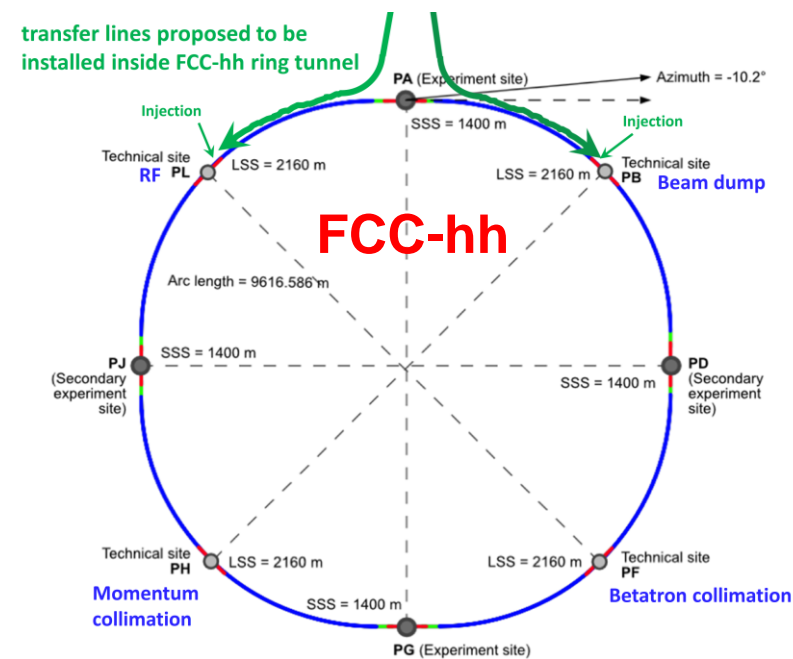 transfer lines proposed to be
installed inside FCC-hh ring tunnel
PA (Experiment site)
Azimuth = -10.2°
Injection
SSS = 1400 m
Injection
Technical site
PL
RF
LSS = 2160 m
LSS = 2160 m
Technical site
PB
Beam dump
FCC-hh
Arc length = 9616.586 m
PJ
(Secondary
experiment
site)
SSS = 1400 m
SSS = 1400 m
PD
(Secondary
experiment
site)
Technical site
PH
LSS = 2160 m
LSS = 2160 m
Technical site
PF
Momentum
collimation
SSS = 1400 m
Betatron collimation
PG (Experiment site)